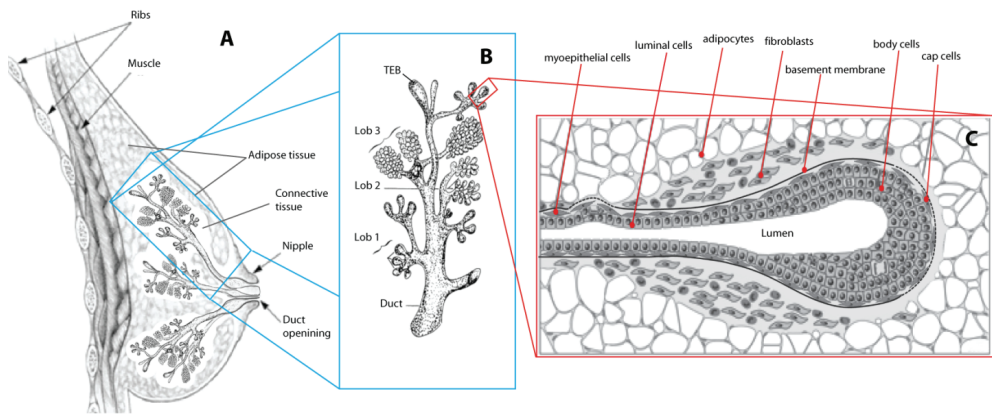 Ribs
A
Muscle
Adipose tissue
Connective
tissue
Nipple
Duct
openining
B
TEB
Lob 3
Lob 2
Lob 1
Duct
myoepithelial cells
luminal cells
adipocytes
fibroblasts
basement membrane
body cells
cap cells
C
Lumen